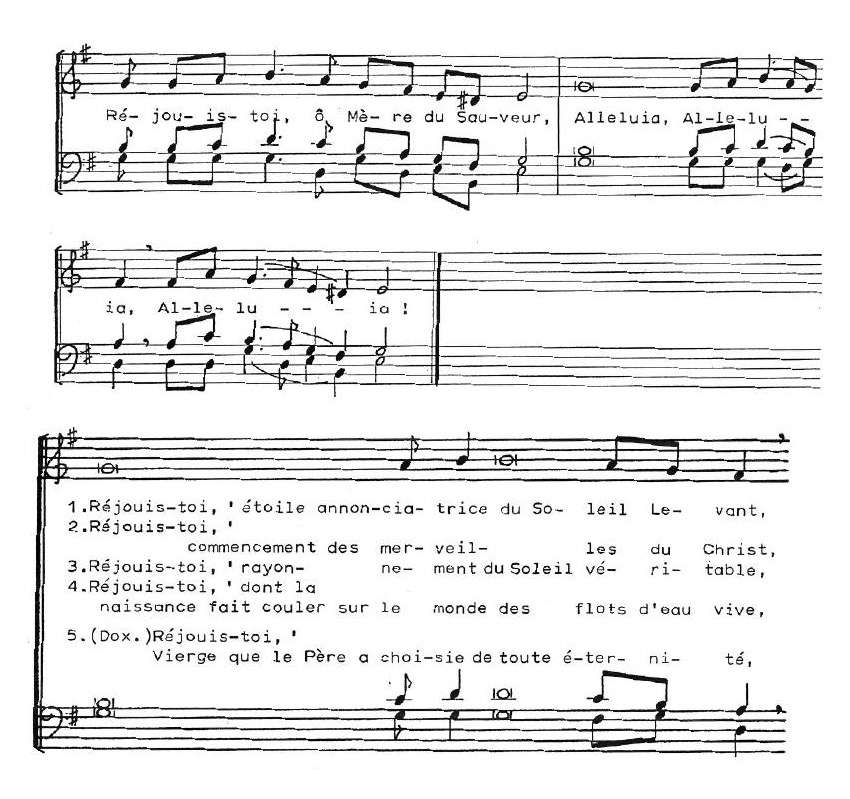 Ré- jou- is- toi, ô Mè- re du Sau-veur, Alleluia, Al-le-lu - -
ia, Al-le- lu - - - ia !
1.Réjouis-toi, ' étoile annon-cia- trice du So- leil Le- vant,
2.Réjouis-toi, '
commencement des mer- veil- les du Christ,
3.Réjouis-toi, ' rayon- ne- ment du Soleil vé- ri- table,
4.Réjouis-toi, ' dont la
naissance fait couler sur le monde des flots d'eau vive,
5.(Dox.)Réjouis-toi, '
Vierge que le Père a choi-sie de toute é-ter- ni- té,